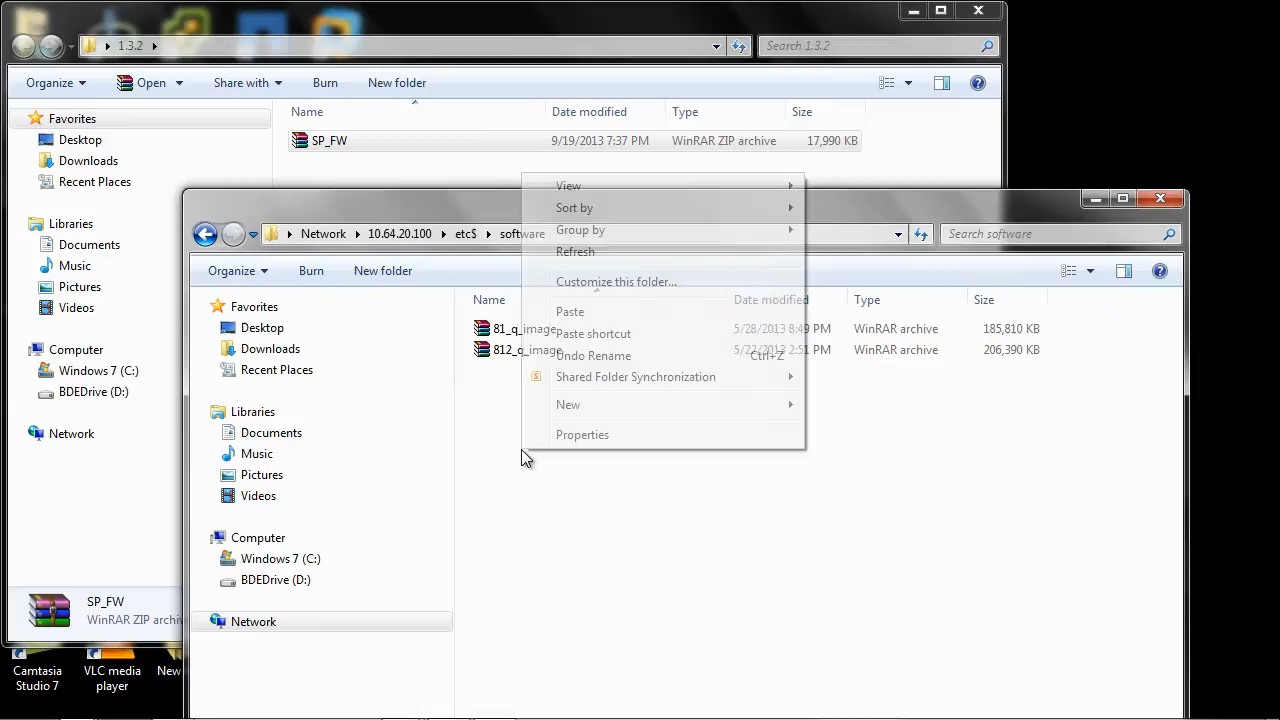 1.3.2
Search 1.3.2
Organize
Open
Share with
Burn
New folder
Favorites
Desktop
Downloads
Recent Places
Libraries
Documents
Music
Pictures
Videos
Computer
Windows 7 (C:)
BDEDrive (D:)
Network
Name
Date modified
Type
Size
SP_FW
9/19/2013 7:37 PM
WinRAR ZIP archive
17,990 KB
SP_FW
WinRAR ZIP archiv
Network
10.64.20.100
etc$
software
Search software
Organize
Burn
New folder
Favorites
Desktop
Downloads
Recent Places
Libraries
Documents
Music
Pictures
Videos
Computer
Windows 7 (C:)
BDEDrive (D:)
Network
Name
Date modified
Type
Size
81_q_image
5/28/2013 8:49 PM
WinRAR archive
185,810 KB
812_q_image
5/22/2013 2:51 PM
WinRAR archive
206,390 KB
View
Sort by
Group by
Refresh
Customize this folder...
Paste
Paste shortcut
Undo Rename
Ctrl+Z
Shared Folder Synchronization
New
Properties
Camtasia
Studio 7
VLC media
player
New